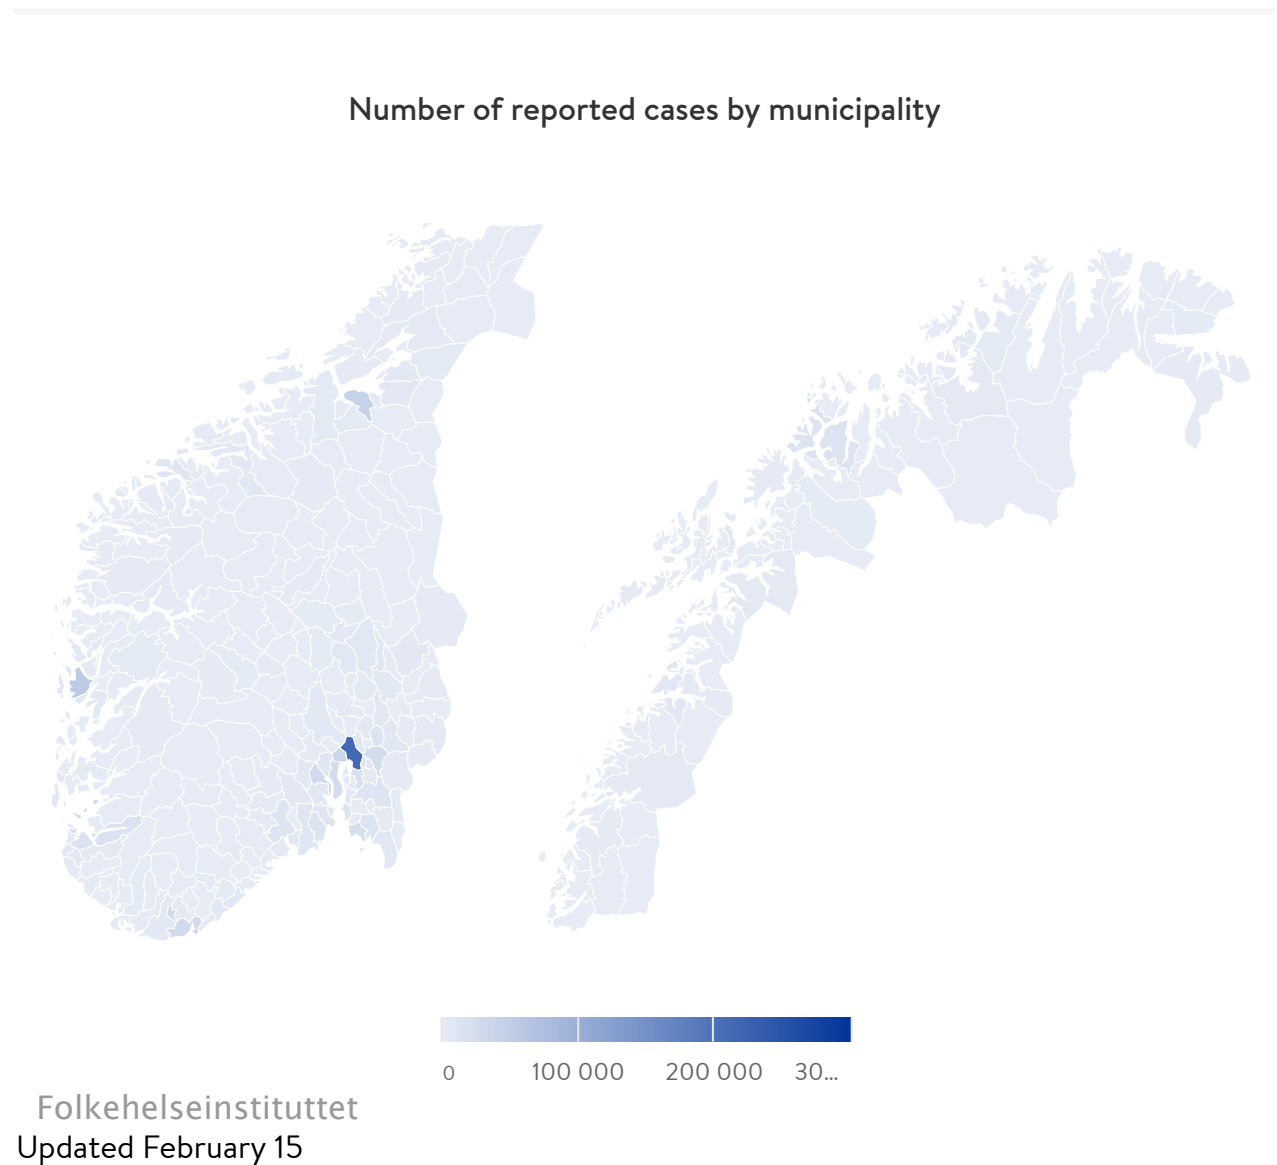 Number of reported cases by municipality
0 100 000 200 000 30...
Folkehelseinstituttet
Updated February 15